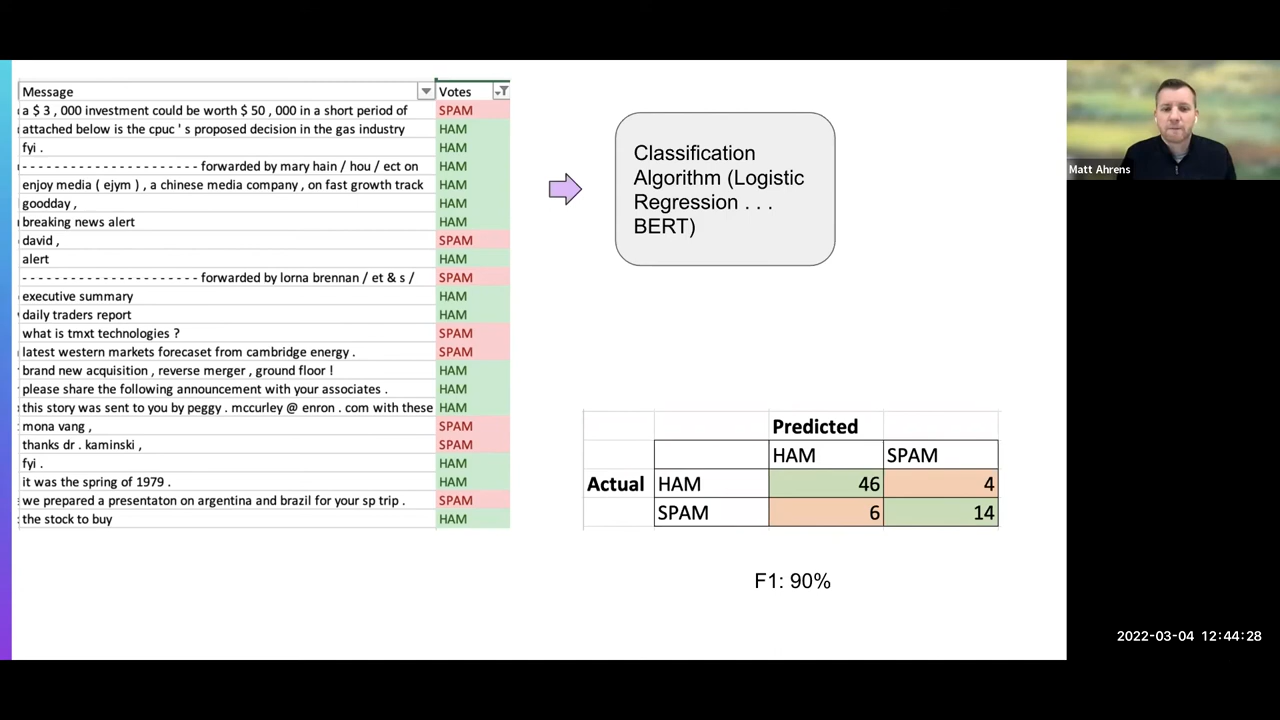 Message Votes
a $ 3 , 000 investment could be worth $ 50 , 000 in a short period of SPAM
attached below is the cpuc ' s proposed decision in the gas industry HAM
fyi . HAM
- - - - - - - - - - - - - - - - - - - - - - forwarded by mary hain / hou / ect on HAM
enjoy media ( ejym ) , a chinese media company , on fast growth track HAM
goodday , HAM
breaking news alert HAM
david , SPAM
alert HAM
- - - - - - - - - - - - - - - - - - - - - - forwarded by lorna brennan / et & s / SPAM
executive summary HAM
daily traders report HAM
what is tmxt technologies ? SPAM
latest western markets forecaset from cambridge energy . SPAM
brand new acquisition , reverse merger , ground floor ! HAM
please share the following announcement with your associates . HAM
this story was sent to you by peggy . mccurley @ enron . com with these HAM
mona vang , SPAM
thanks dr . kaminski , SPAM
fyi . HAM
it was the spring of 1979 . HAM
we prepared a presentaton on argentina and brazil for your sp trip . SPAM
the stock to buy HAM
Classification
Algorithm (Logistic
Regression . . .
BERT)
Predicted
HAM SPAM
Actual HAM 46 4
SPAM 6 14
F1: 90%
Matt Ahrens
2022-03-04 12:44:28